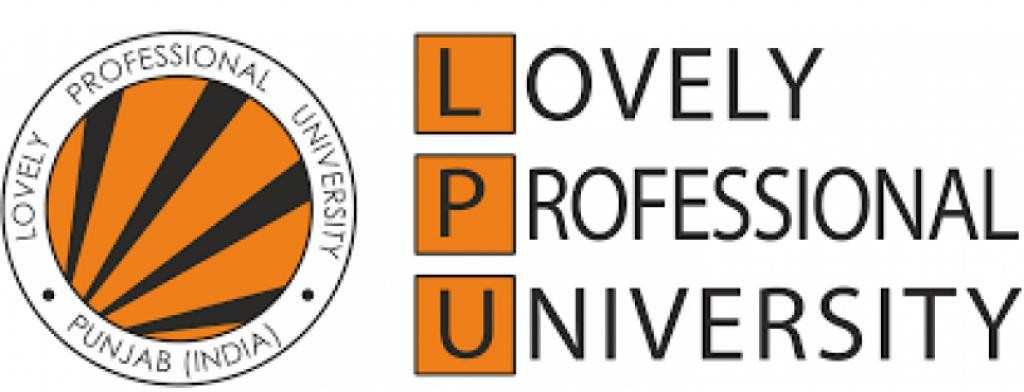 LOVELY PROFESSIONAL UNIVERSITY
PUNJAB (INDIA)
LOVELY
PROFESSIONAL
UNIVERSITY